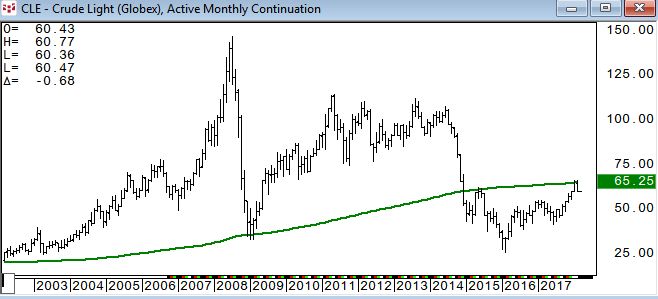 CLE - Crude Light (Globex), Active Monthly Continuation
O= 60.43
H= 60.77
L= 60.36
L= 60.47
Δ= -0.68
150.00
125.00
100.00
75.00
65.25
50.00
25.00
2003 2004 2005 2006 2007 2008 2009 2010 2011 2012 2013 2014 2015 2016 2017